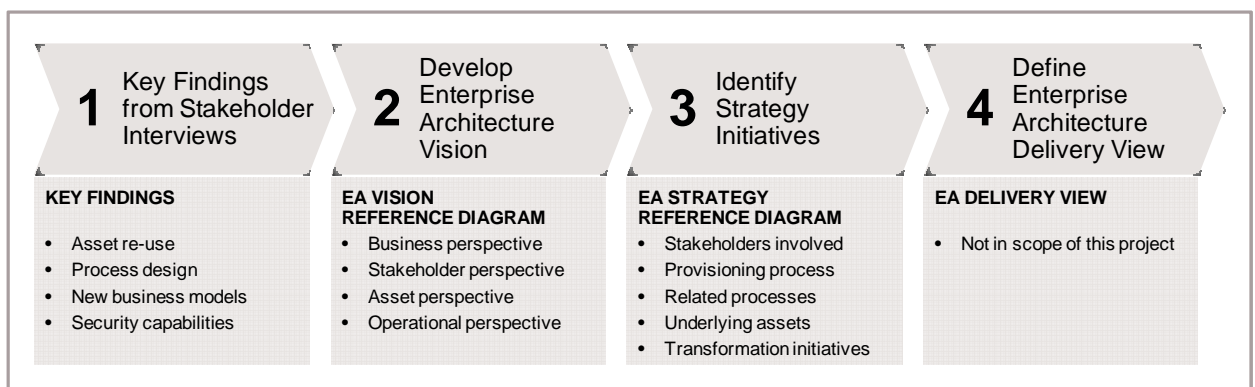 1
Key Findings
from Stakeholder
Interviews
2
Develop
Enterprise
Architecture
Vision
3
Identify
Strategy
Initiatives
4
Define
Enterprise
Architecture
Delivery View
KEY FINDINGS
• Asset re-use
• Process design
• New business models
• Security capabilities
EA VISION
REFERENCE DIAGRAM
• Business perspective
• Stakeholder perspective
• Asset perspective
• Operational perspective
EA STRATEGY
REFERENCE DIAGRAM
• Stakeholders involved
• Provisioning process
• Related processes
• Underlying assets
• Transformation initiatives
EA DELIVERY VIEW
• Not in scope of this project